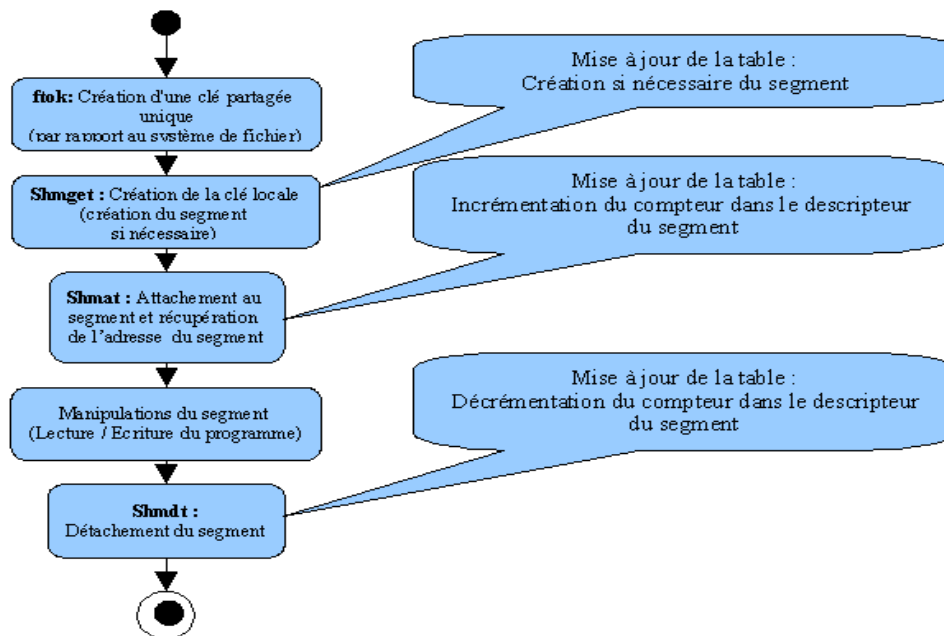 ftok: Création d'une clé partagée
unique
(par rapport au système de fichier)
Shmget : Création de la clé locale
(création du segment
si nécessaire)
Shmat : Attachement au
segment et récupération
de l'adresse du segment
Manipulations du segment
(Lecture / Ecriture du programme)
Shmdt :
Détachement du segment
Mise à jour de la table :
Création si nécessaire du segment
Mise à jour de la table :
Incrémentation du compteur dans le descripteur
du segment
Mise à jour de la table :
Décrémentation du compteur dans le descripteur
du segment